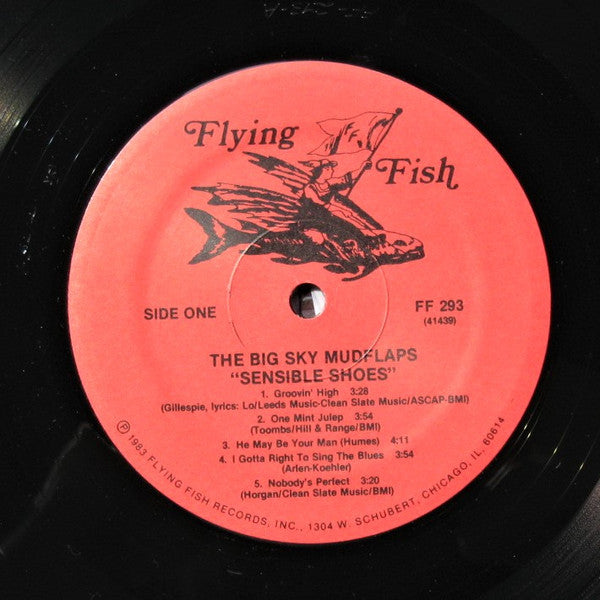 Flying
Fish
SIDE ONE
FF 293
(41439)
THE BIG SKY MUDFLAPS
"SENSIBLE SHOES"
1. Groovin' High 3:28
(Gillespie, lyrics: Lo/Leeds Music-Clean Slate Music/ASCAP-BMI)
2. One Mint Julep 3:54
(Toombs/Hill & Range/BMI)
3. He May Be Your Man (Humes) 4:11
4. I Gotta Right To Sing The Blues 3:54
(Arlen-Koehler)
5. Nobody's Perfect 3:20
(Horgan/Clean Slate Music/BMI)
℗ 1983 FLYING FISH RECORDS, INC., 1304 W. SCHUBERT, CHICAGO, IL. 60614